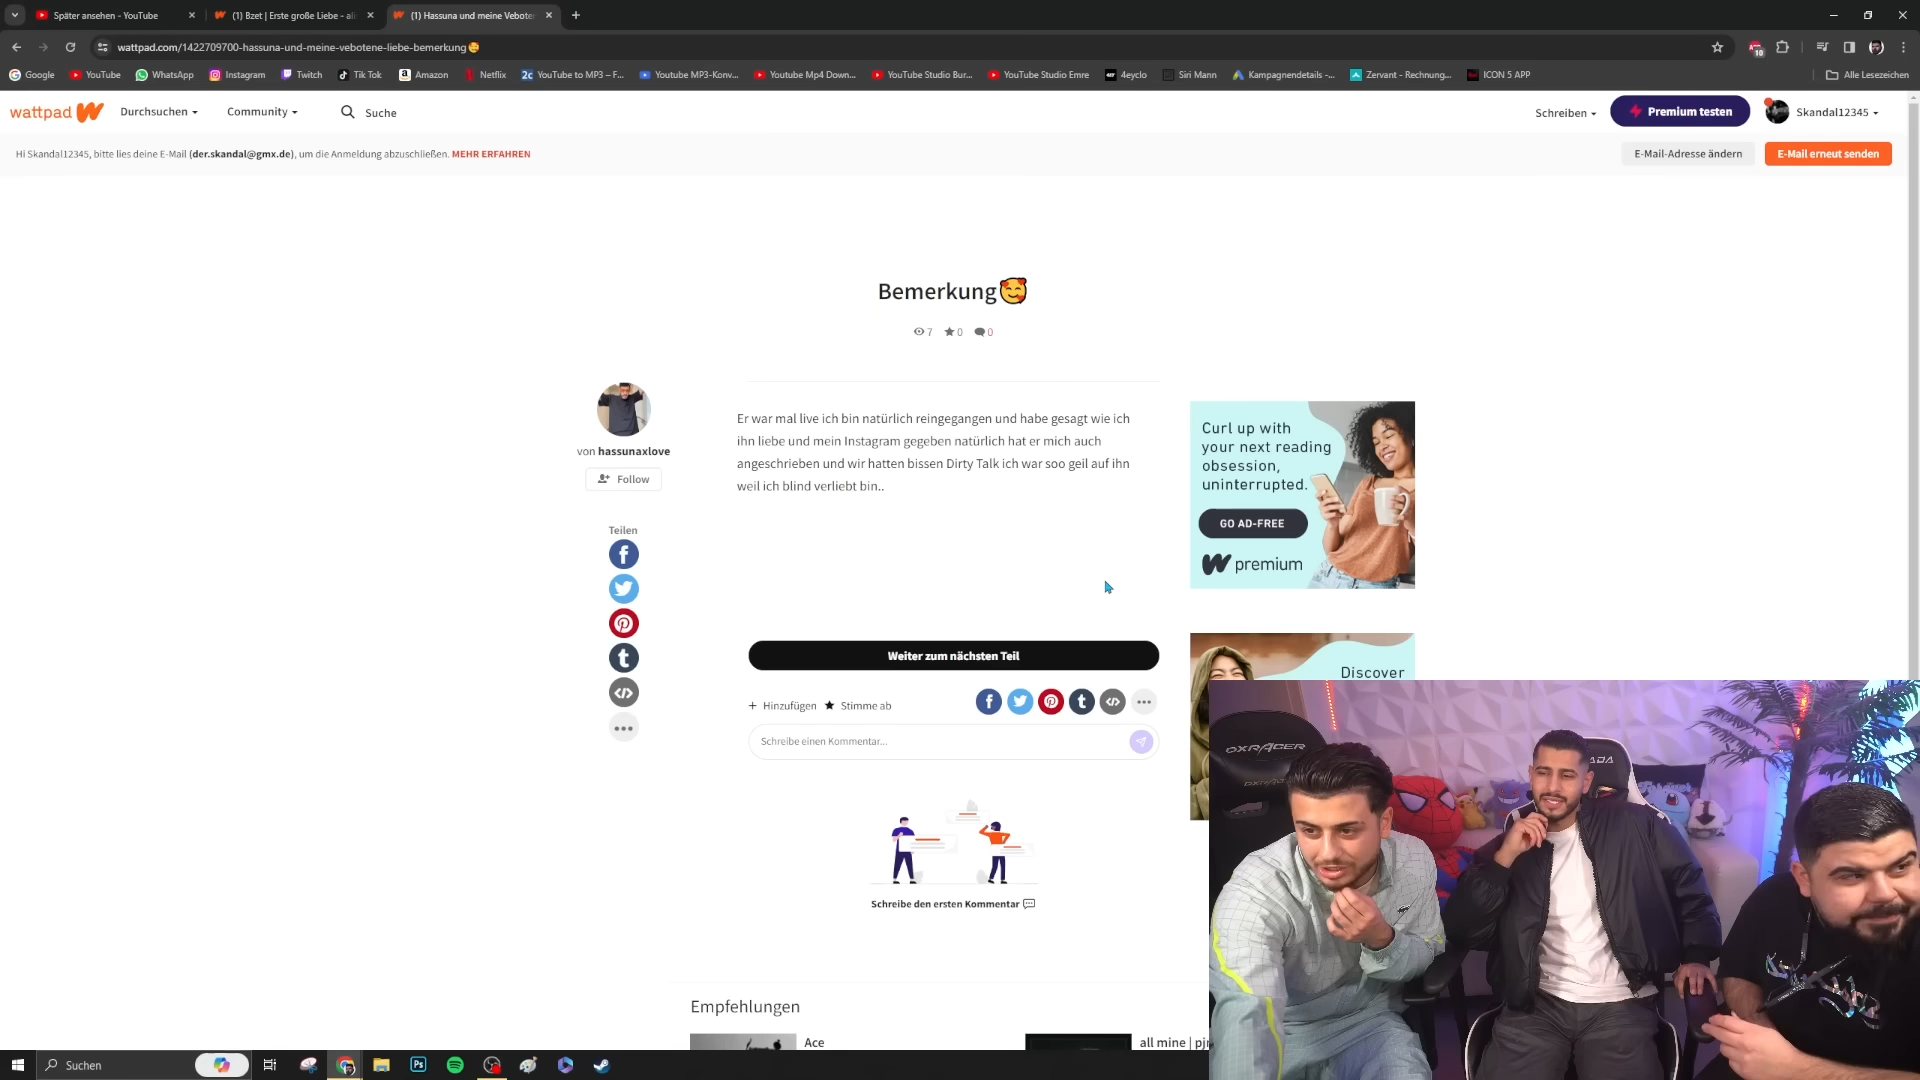 Später ansehen - YouTube
(1) Bzet | Erste große Liebe - all
(1) Hassuna und meine Veboter
wattpad.com/1422709700-hassuna-und-meine-vebotene-liebe-bemerkung🥰
10
Google
YouTube
WhatsApp
Instagram
Twitch
Tik Tok
Amazon
Netflix
YouTube to MP3 – F...
Youtube MP3-Konv...
Youtube Mp4 Down...
YouTube Studio Bur...
YouTube Studio Emre
4eyclo
Siri Mann
Kampagnendetails -...
Zervant - Rechnung...
ICON 5 APP
Alle Lesezeichen
wattpad
Durchsuchen
Community
Suche
Schreiben
Premium testen
Skandal12345
Hi Skandal12345, bitte lies deine E-Mail (der.skandal@gmx.de), um die Anmeldung abzuschließen. MEHR ERFAHREN
E-Mail-Adresse ändern
E-Mail erneut senden
Bemerkung🥰
7
0
0
von hassunaxlove
Follow
Teilen
Er war mal live ich bin natürlich reingegangen und habe gesagt wie ich
ihn liebe und mein Instagram gegeben natürlich hat er mich auch
angeschrieben und wir hatten bissen Dirty Talk ich war soo geil auf ihn
weil ich blind verliebt bin..
Curl up with
your next reading
obsession,
uninterrupted.
GO AD-FREE
premium
Discover
Weiter zum nächsten Teil
+ Hinzufügen
Stimme ab
Schreibe einen Kommentar...
Schreibe den ersten Kommentar
Empfehlungen
Ace
all mine | pjm
DXRACER
Suchen